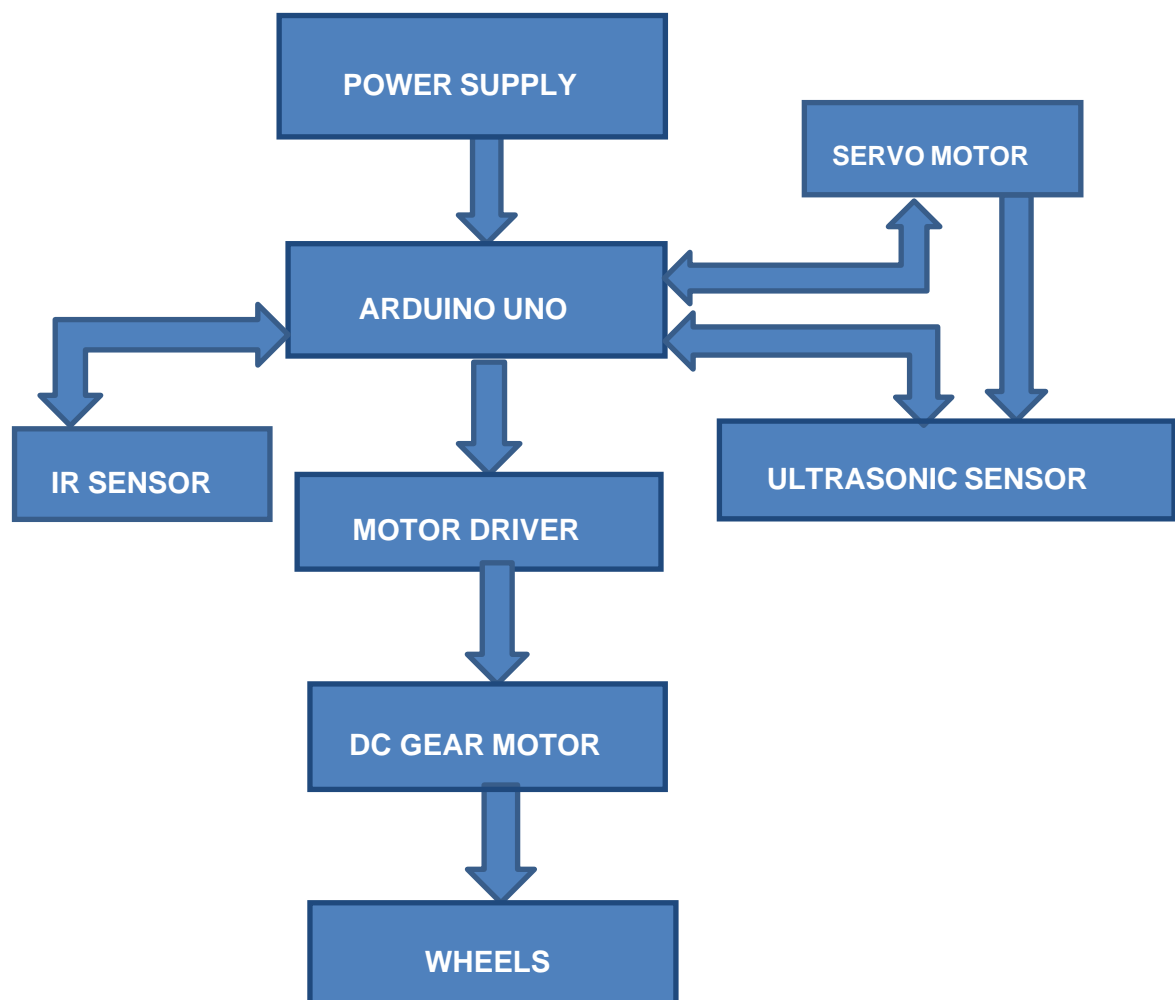 POWER SUPPLY
SERVO MOTOR
ARDUINO UNO
IR SENSOR
ULTRASONIC SENSOR
MOTOR DRIVER
DC GEAR MOTOR
WHEELS